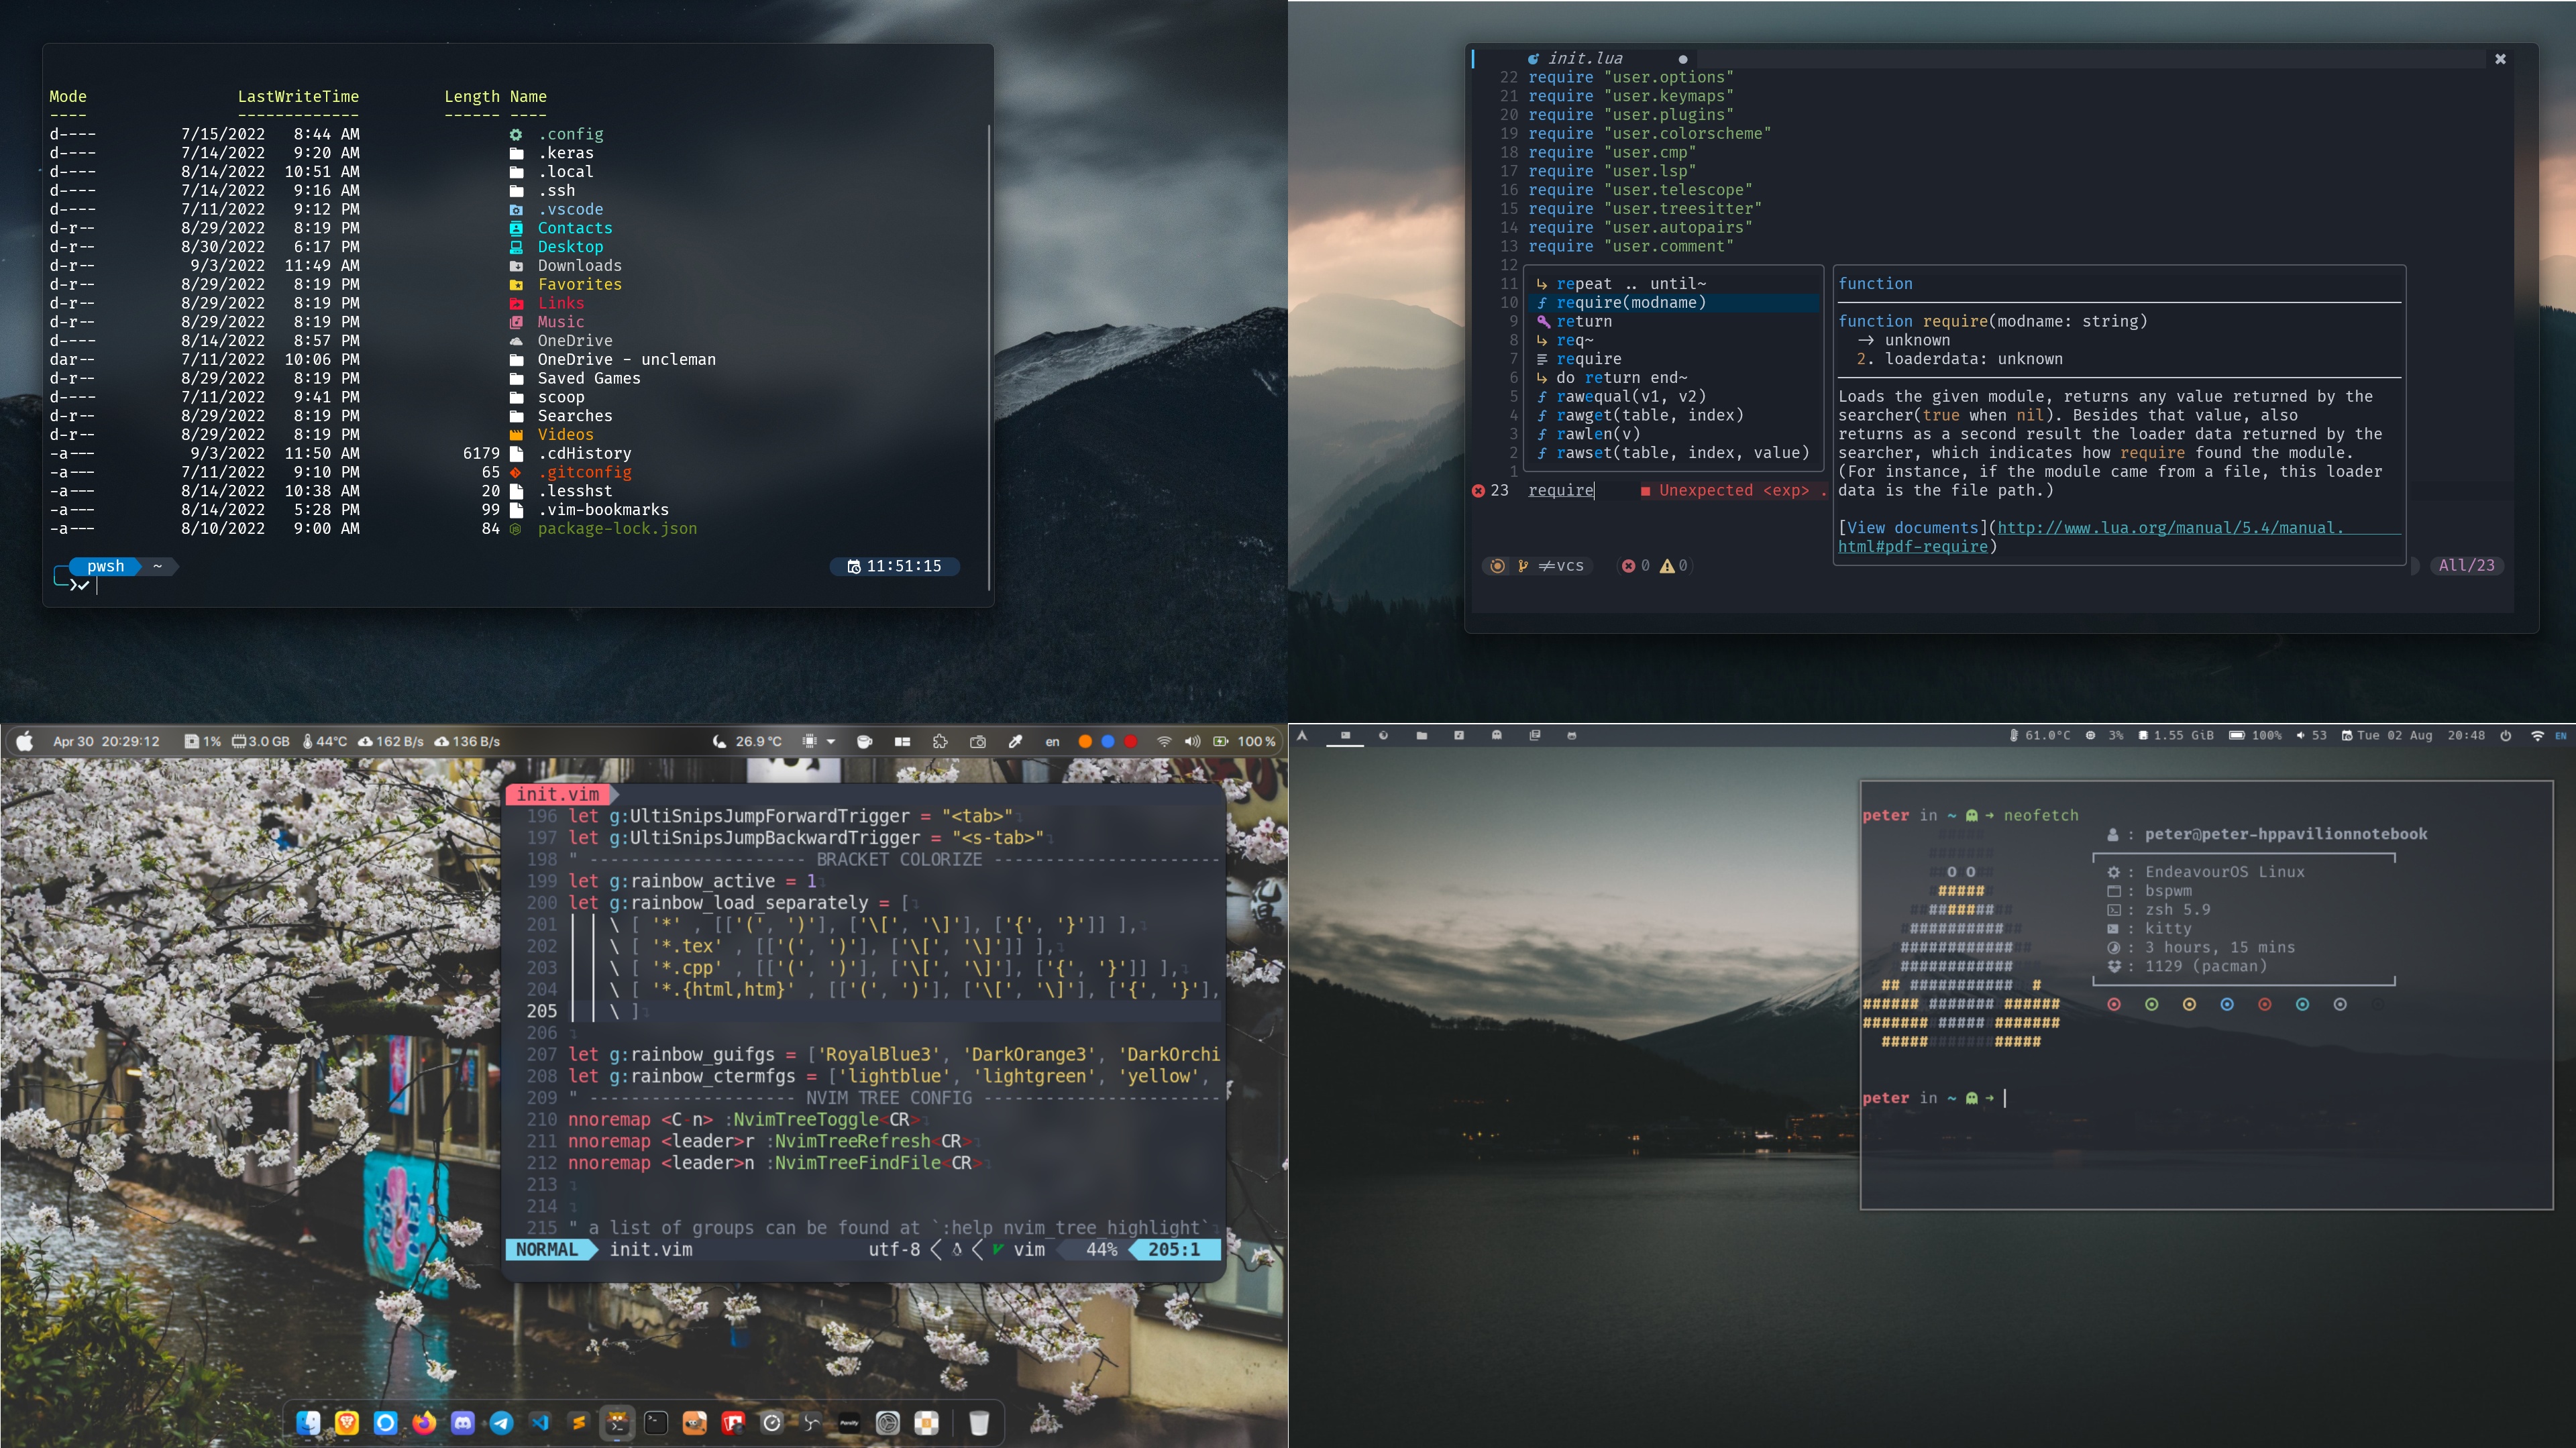 Mode LastWriteTime Length Name
---- ------------- ------ ----
d---- 7/15/2022 8:44 AM .config
d---- 7/14/2022 9:20 AM .keras
d---- 8/14/2022 10:51 AM .local
d---- 7/14/2022 9:16 AM .ssh
d---- 7/11/2022 9:12 PM .vscode
d-r-- 8/29/2022 8:19 PM Contacts
d-r-- 8/30/2022 6:17 PM Desktop
d-r-- 9/3/2022 11:49 AM Downloads
d-r-- 8/29/2022 8:19 PM Favorites
d-r-- 8/29/2022 8:19 PM Links
d-r-- 8/29/2022 8:19 PM Music
d---- 8/14/2022 8:57 PM OneDrive
dar-- 7/11/2022 10:06 PM OneDrive - uncleman
d-r-- 8/29/2022 8:19 PM Saved Games
d---- 7/11/2022 9:41 PM scoop
d-r-- 8/29/2022 8:19 PM Searches
d-r-- 8/29/2022 8:19 PM Videos
-a--- 9/3/2022 11:50 AM 6179 .cdHistory
-a--- 7/11/2022 9:10 PM 65 .gitconfig
-a--- 8/14/2022 10:38 AM 20 .lesshst
-a--- 8/14/2022 5:28 PM 99 .vim-bookmarks
-a--- 8/10/2022 9:00 AM 84 package-lock.json
pwsh ~ 11:51:15
init.lua
22 require "user.options"
21 require "user.keymaps"
20 require "user.plugins"
19 require "user.colorscheme"
18 require "user.cmp"
17 require "user.lsp"
16 require "user.telescope"
15 require "user.treesitter"
14 require "user.autopairs"
13 require "user.comment"
12
11 repeat .. until~
10 require(modname)
9 return
8 req~
7 require
6 do return end~
5 rawequal(v1, v2)
4 rawget(table, index)
3 rawlen(v)
2 rawset(table, index, value)
1
23 require ■ Unexpected <exp> .
function
function require(modname: string)
→ unknown
2. loaderdata: unknown
Loads the given module, returns any value returned by the
searcher(true when nil). Besides that value, also
returns as a second result the loader data returned by the
searcher, which indicates how require found the module.
(For instance, if the module came from a file, this loader
data is the file path.)
[View documents](http://www.lua.org/manual/5.4/manual.
html#pdf-require)
≠vcs 0 0 All/23
Apr 30 20:29:12 1% 3.0 GB 44°C 162 B/s 136 B/s 26.9 °C en 100 %
init.vim
196 let g:UltiSnipsJumpForwardTrigger = "<tab>"
197 let g:UltiSnipsJumpBackwardTrigger = "<s-tab>"
198 " --------------------- BRACKET COLORIZE ----------------------
199 let g:rainbow_active = 1
200 let g:rainbow_load_separately = [
201 \ [ '*' , [['(', ')'], ['\[', '\]'], ['{', '}']] ],
202 \ [ '*.tex' , [['(', ')'], ['\[', '\]']] ],
203 \ [ '*.cpp' , [['(', ')'], ['\[', '\]'], ['{', '}']] ],
204 \ [ '*.{html,htm}' , [['(', ')'], ['\[', '\]'], ['{', '}'],
205 \ ]
206
207 let g:rainbow_guifgs = ['RoyalBlue3', 'DarkOrange3', 'DarkOrchi
208 let g:rainbow_ctermfgs = ['lightblue', 'lightgreen', 'yellow',
209 " -------------------- NVIM TREE CONFIG -----------------------
210 nnoremap <C-n> :NvimTreeToggle<CR>
211 nnoremap <leader>r :NvimTreeRefresh<CR>
212 nnoremap <leader>n :NvimTreeFindFile<CR>
213
214
215 " a list of groups can be found at `:help nvim_tree_highlight`
NORMAL init.vim utf-8 vim 44% 205:1
61.0°C 3% 1.55 GiB 100% 53 Tue 02 Aug 20:48 EN
peter in ~ → neofetch
: peter@peter-hppavilionnotebook
: EndeavourOS Linux
: bspwm
: zsh 5.9
: kitty
: 3 hours, 15 mins
: 1129 (pacman)
peter in ~ →